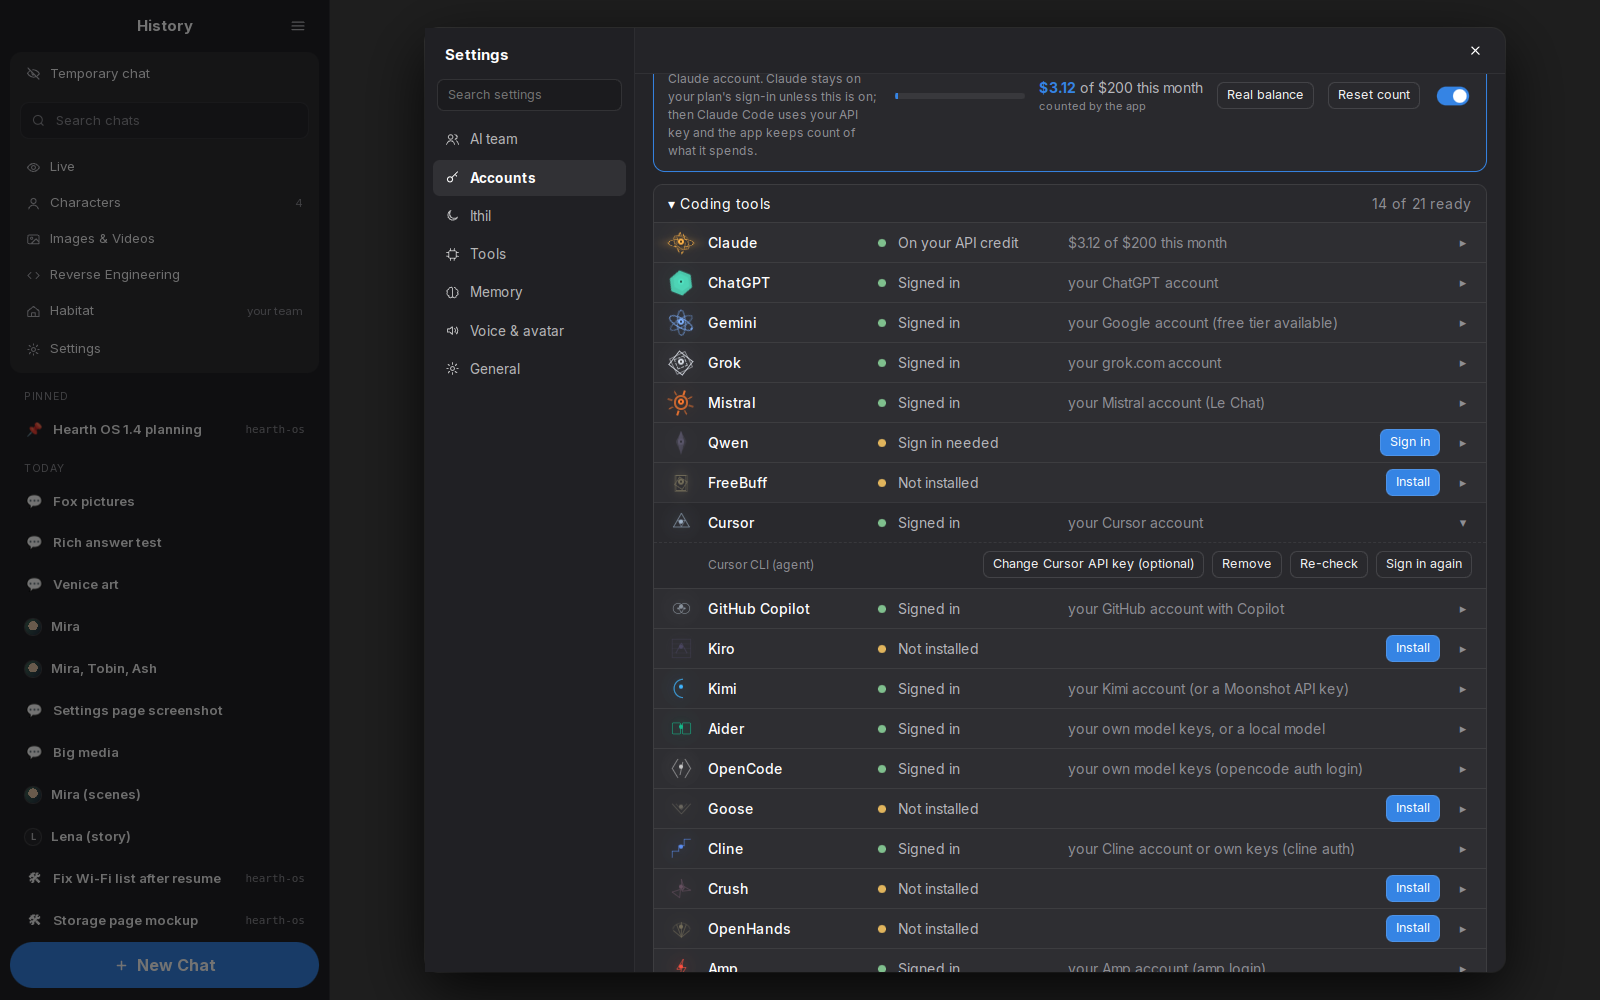 History
Temporary chat
Search chats
Live
Characters 4
Images & Videos
Reverse Engineering
Habitat your team
Settings
PINNED
Hearth OS 1.4 planning hearth-os
TODAY
Fox pictures
Rich answer test
Venice art
Mira
Mira, Tobin, Ash
Settings page screenshot
Big media
Mira (scenes)
L Lena (story)
Fix Wi-Fi list after resume hearth-os
Storage page mockup hearth-os
+ New Chat
Settings
Search settings
AI team
Accounts
Ithil
Tools
Memory
Voice & avatar
General
Claude account. Claude stays on
your plan's sign-in unless this is on;
then Claude Code uses your API
key and the app keeps count of
what it spends.
$3.12 of $200 this month
counted by the app
Real balance
Reset count
▾ Coding tools 14 of 21 ready
Claude On your API credit $3.12 of $200 this month
ChatGPT Signed in your ChatGPT account
Gemini Signed in your Google account (free tier available)
Grok Signed in your grok.com account
Mistral Signed in your Mistral account (Le Chat)
Qwen Sign in needed Sign in
FreeBuff Not installed Install
Cursor Signed in your Cursor account
Cursor CLI (agent) Change Cursor API key (optional) Remove Re-check Sign in again
GitHub Copilot Signed in your GitHub account with Copilot
Kiro Not installed Install
Kimi Signed in your Kimi account (or a Moonshot API key)
Aider Signed in your own model keys, or a local model
OpenCode Signed in your own model keys (opencode auth login)
Goose Not installed Install
Cline Signed in your Cline account or own keys (cline auth)
Crush Not installed Install
OpenHands Not installed Install
Amp Signed in your Amp account (amp login)